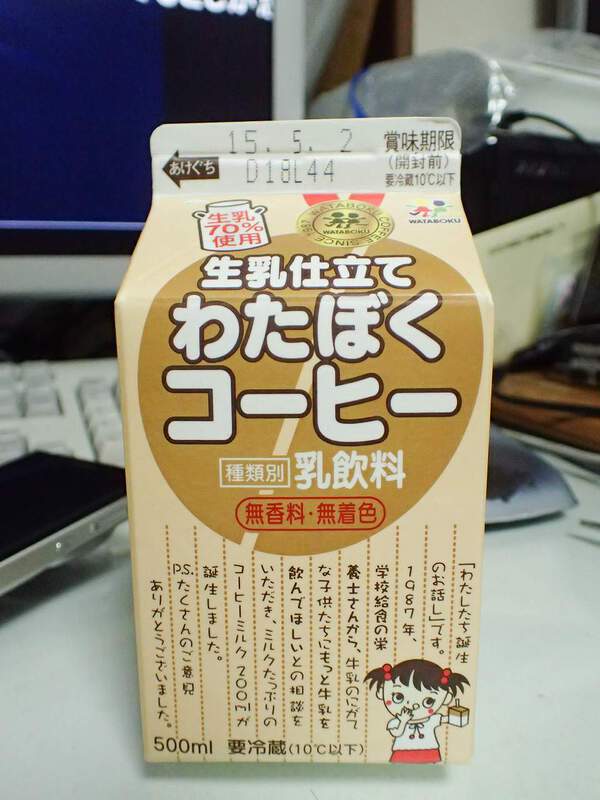 15. 5. 2
D18L44
賞味期限
(開封前)
要冷蔵10℃以下
あけぐち
生乳
70%
使用
WATABOKU COFFEE SINCE 1987
WATABOKU
WATABOKU
生乳仕立て
わたぼく
コーヒー
種類別 乳飲料
無香料・無着色
「わたしたち誕生
のお話し」です。
1987年、
学校給食の栄
養士さんから、牛乳のにがて
な子供たちにもっと牛乳を
飲んでほしいとの相談を
いただき、ミルクたっぷりの
コーヒーミルク200mlが
誕生しました。
P.S.たくさんのご意見
ありがとうございました。
500ml 要冷蔵(10℃以下)